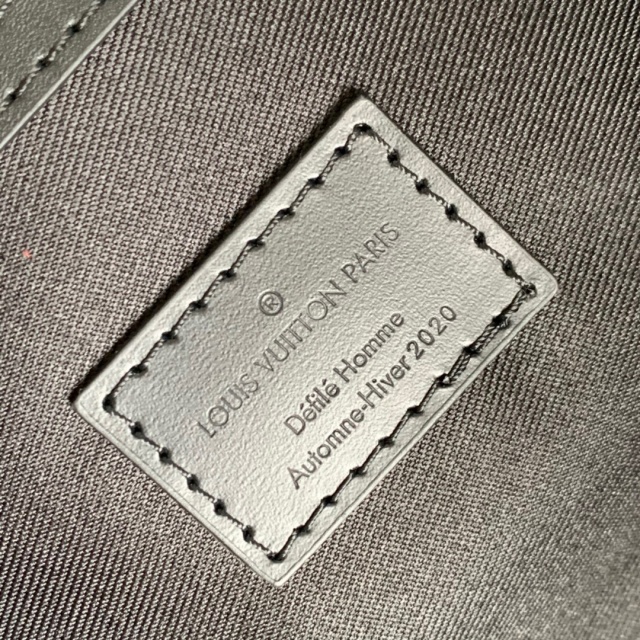 ®
LOUIS VUITTON PARIS
Défilé Homme
Automne-Hiver 2020